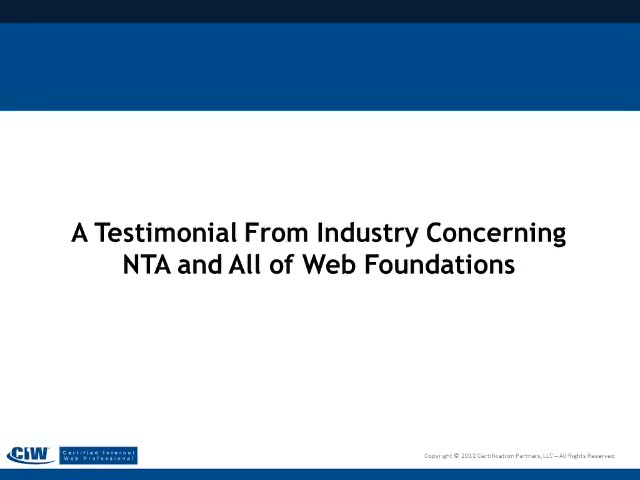 A Testimonial From Industry Concerning
NTA and All of Web Foundations
CIW
Certified Internet
Web Professional
Copyright © 2012 Certification Partners, LLC – All Rights Reserved